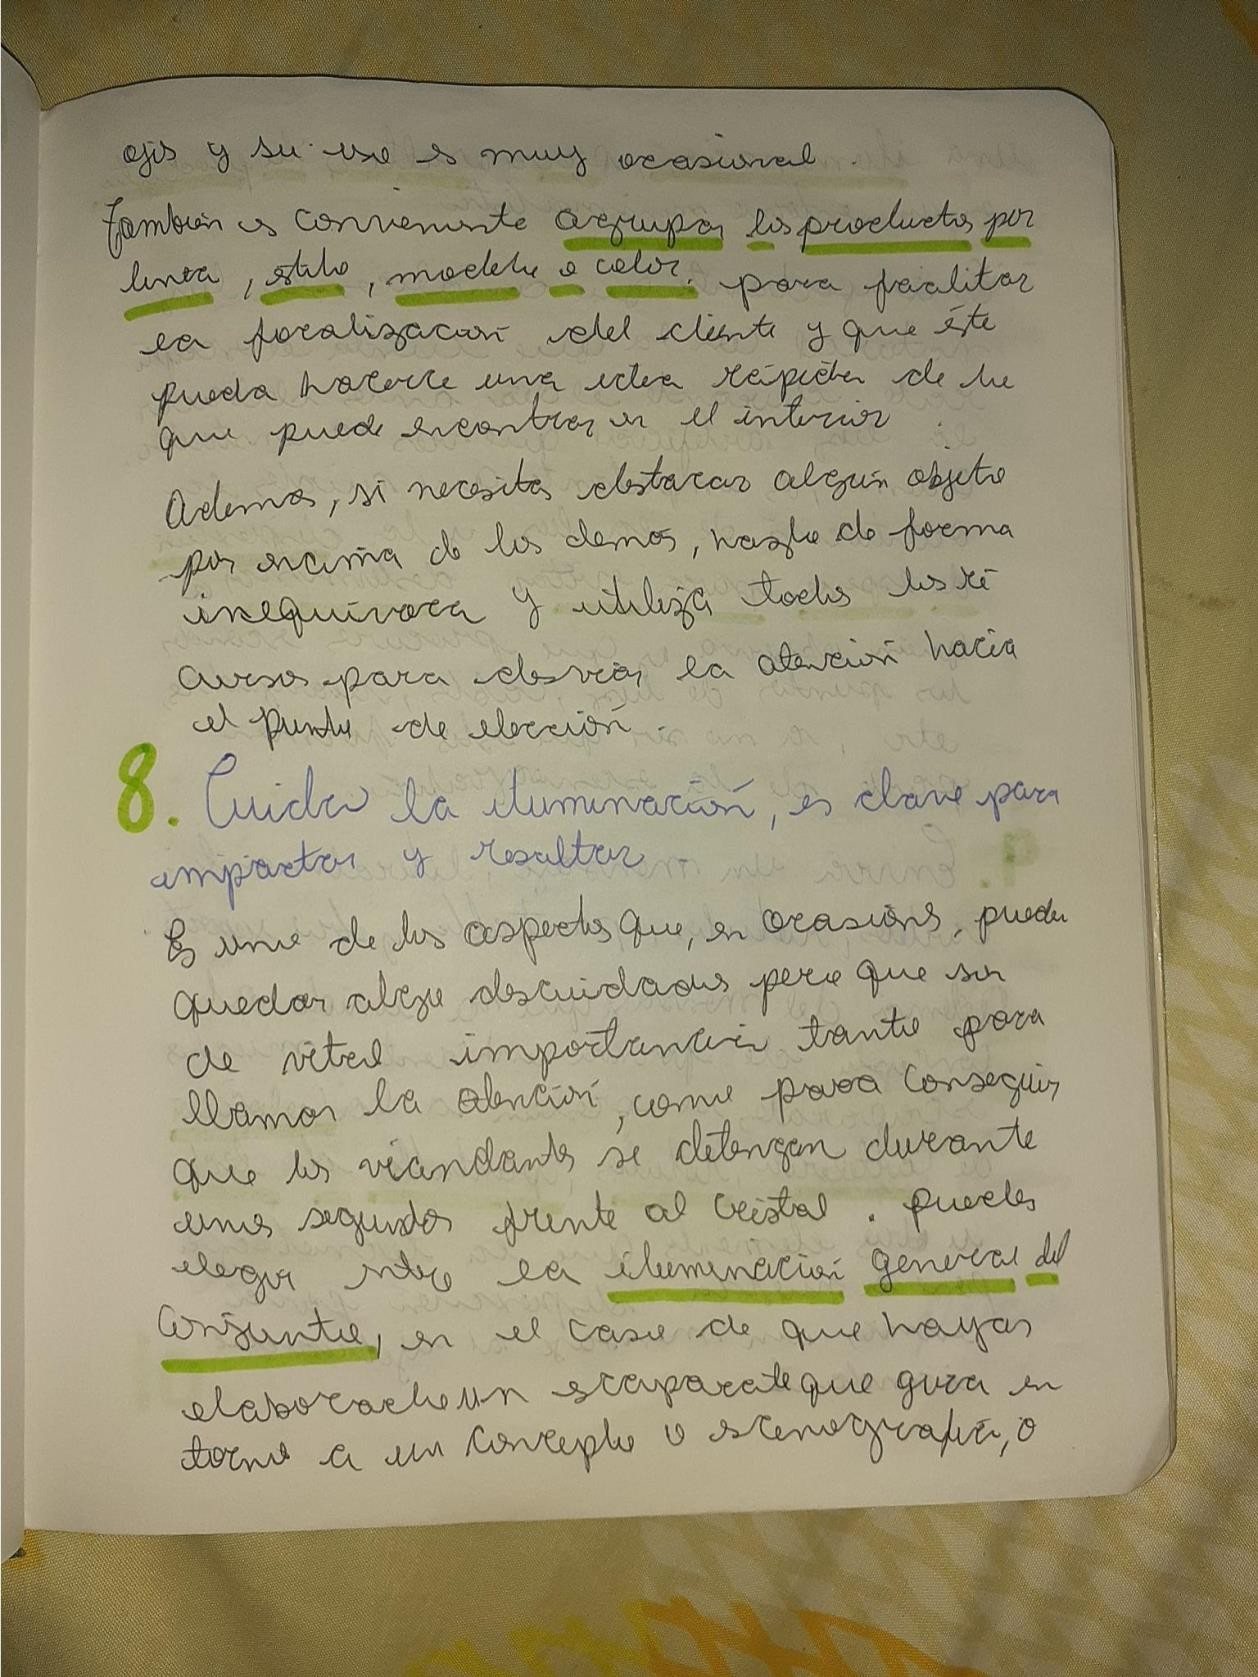 ojos y su uso es muy ocasional.
También es conveniente agrupar los productos por
línea, estilo, modelo o color. para facilitar
la focalización del cliente y que éste
pueda hacerse una idea rápida de lo
que puede encontrar en el interior.
Ademas, si necesitas destacar algún objeto
por encima de los demás, hazlo de forma
inequívoca y utiliza todos los re
cursos para desviar la atención hacia
el punto de elección.
8. Cuida la iluminación, es clave para
impactar y resaltar
Es uno de los aspectos que, en ocasiones, pueden
quedar algo descuidados pero que son
de vital importancia tanto para
llamar la atención, como para conseguir
que los viandantes se detengan durante
unos segundos frente al cristal. puedes
elegir entre la iluminación general del
conjunto, en el caso de que hayas
elaborado un escaparate que gira en
torno a un concepto o escenografía, o